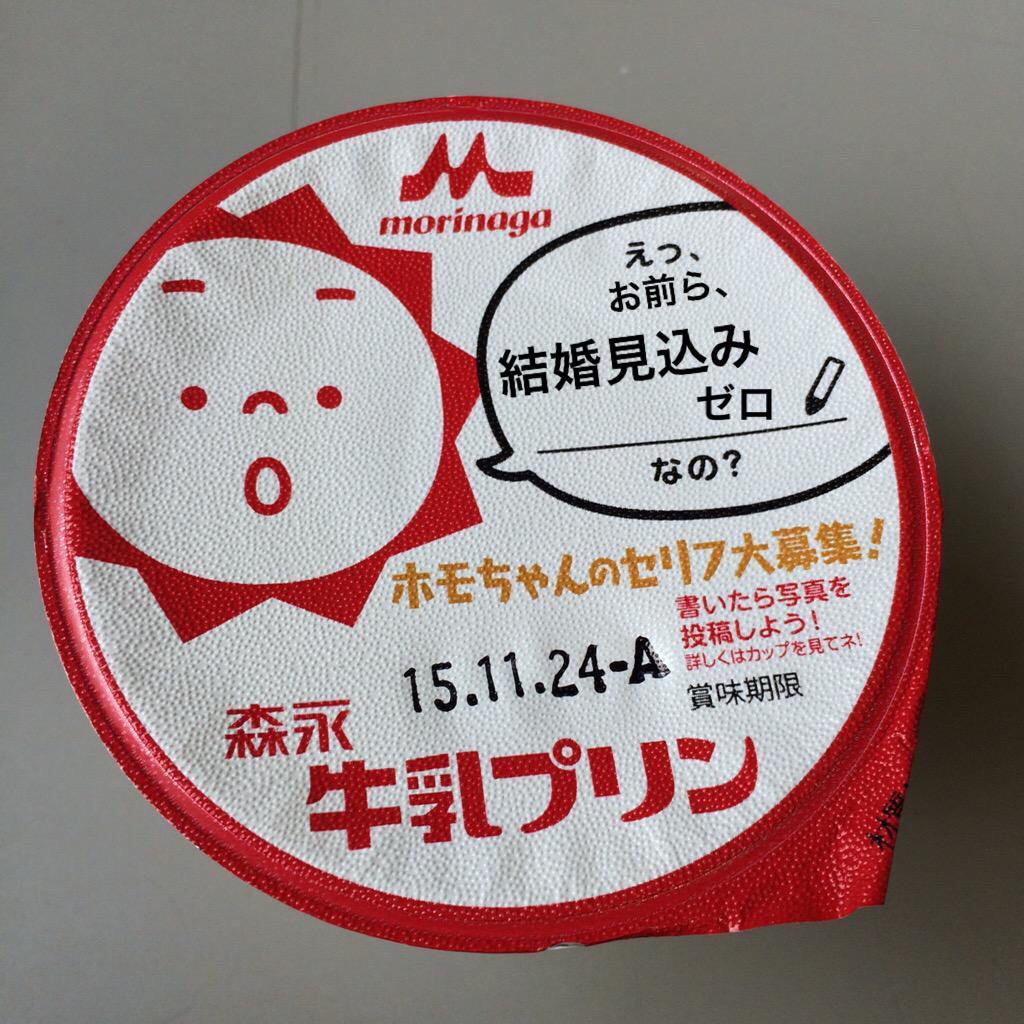 morinaga
えっ、
お前ら、
結婚見込み
ゼロ
なの?
ホモちゃんのセリフ大募集!
書いたら写真を
投稿しよう!
詳しくはカップを見てネ!
15.11.24-A
賞味期限
森永
牛乳プリン